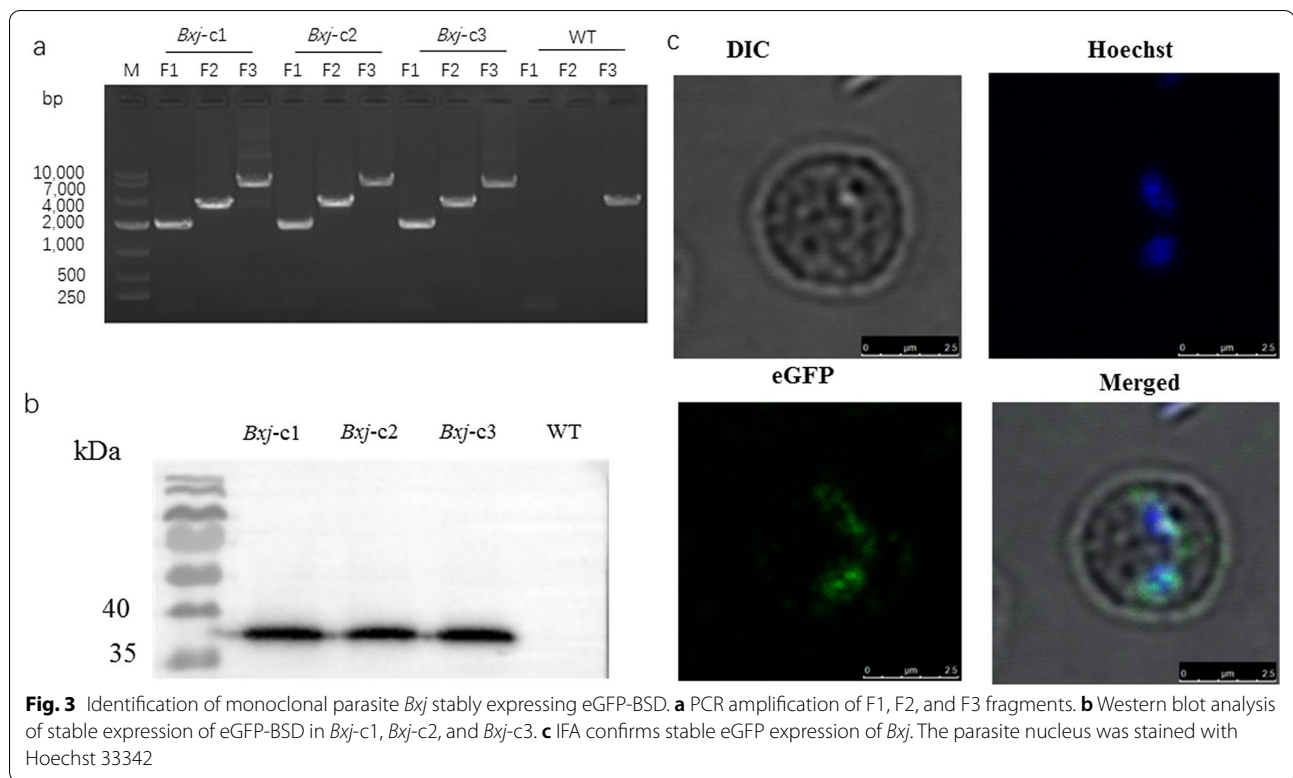 a
Bxj-c1 Bxj-c2 Bxj-c3 WT
M F1 F2 F3 F1 F2 F3 F1 F2 F3 F1 F2 F3
bp
10,000
7,000
4,000
2,000
1,000
500
250
b
Bxj-c1 Bxj-c2 Bxj-c3 WT
kDa
40
35
c
DIC Hoechst
0 µm 2.5
0 µm 2.5
eGFP Merged
0 µm 2.5
0 µm 2.5
Fig. 3 Identification of monoclonal parasite Bxj stably expressing eGFP-BSD. a PCR amplification of F1, F2, and F3 fragments. b Western blot analysis
of stable expression of eGFP-BSD in Bxj-c1, Bxj-c2, and Bxj-c3. c IFA confirms stable eGFP expression of Bxj. The parasite nucleus was stained with
Hoechst 33342